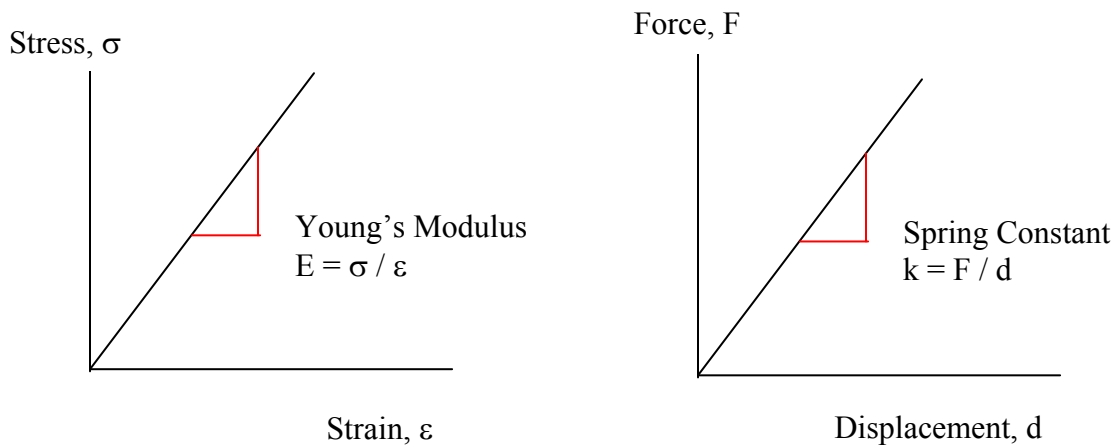 Stress, σ
Young’s Modulus
E = σ / ε
Strain, ε
Force, F
Spring Constant
k = F / d
Displacement, d